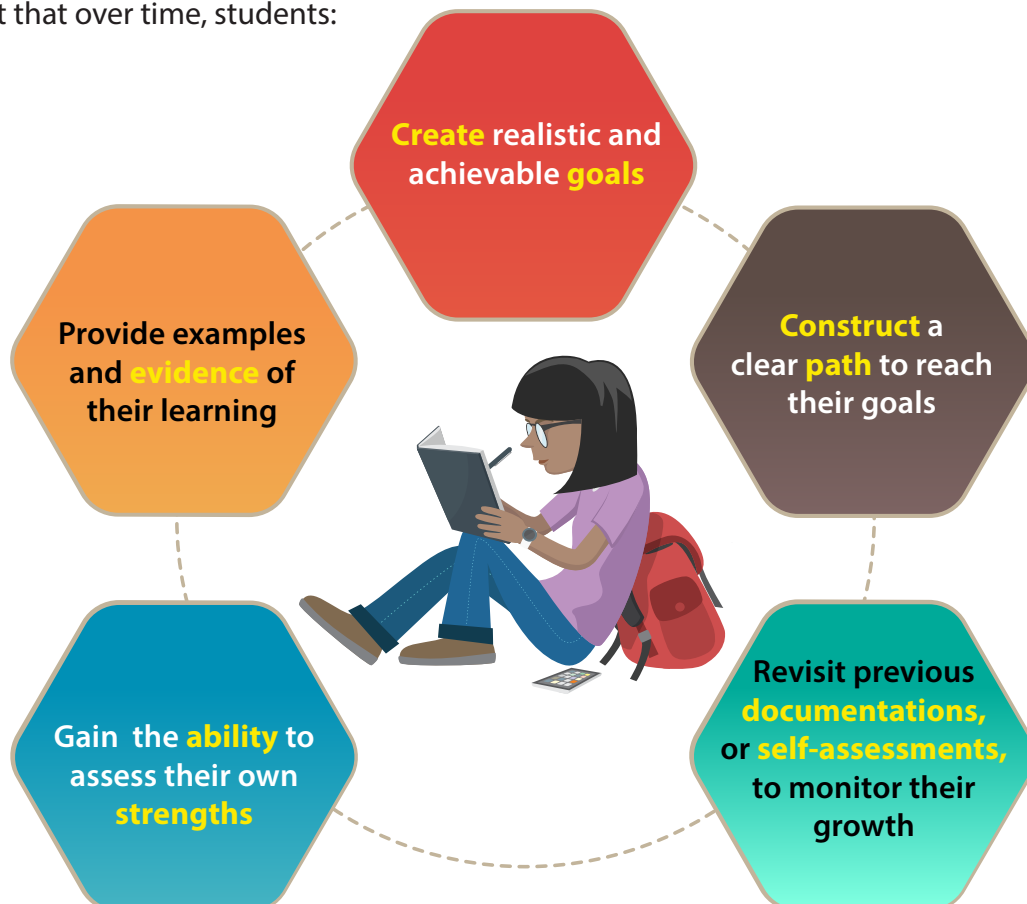 t that over time, students:
Create realistic and
achievable goals
Construct a
clear path to reach
their goals
Revisit previous
documentations,
or self-assessments,
to monitor their
growth
Gain the ability to
assess their own
strengths
Provide examples
and evidence of
their learning